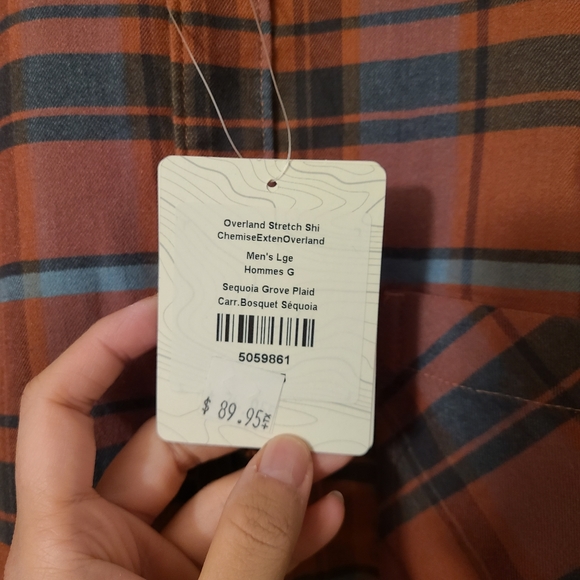 Overland Stretch Shi
ChemiseExtenOverland
Men's Lge
Hommes G
Sequoia Grove Plaid
Carr.Bosquet Séquoia
5059861
$ 89.95